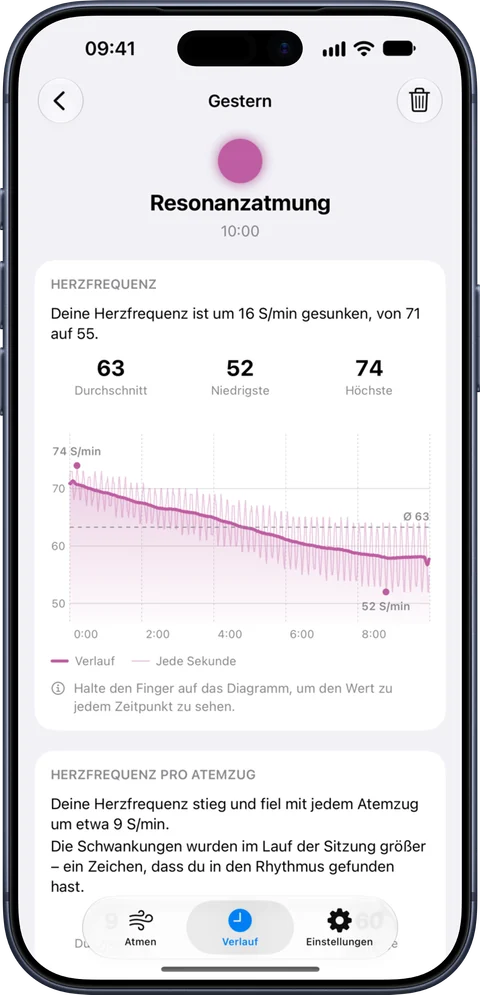 09:41
Gestern
Resonanzatmung
10:00
HERZFREQUENZ
Deine Herzfrequenz ist um 16 S/min gesunken, von 71
auf 55.
63 52 74
Durchschnitt Niedrigste Höchste
74 S/min
70
Ø 63
60
52 S/min
50
0:00 2:00 4:00 6:00 8:00
Verlauf Jede Sekunde
Halte den Finger auf das Diagramm, um den Wert zu
jedem Zeitpunkt zu sehen.
HERZFREQUENZ PRO ATEMZUG
Deine Herzfrequenz stieg und fiel mit jedem Atemzug
um etwa 9 S/min.
Die Schwankungen wurden im Lauf der Sitzung größer
– ein Zeichen, dass du in den Rhythmus gefunden
hast.
9 60
Atmen Verlauf Einstellungen